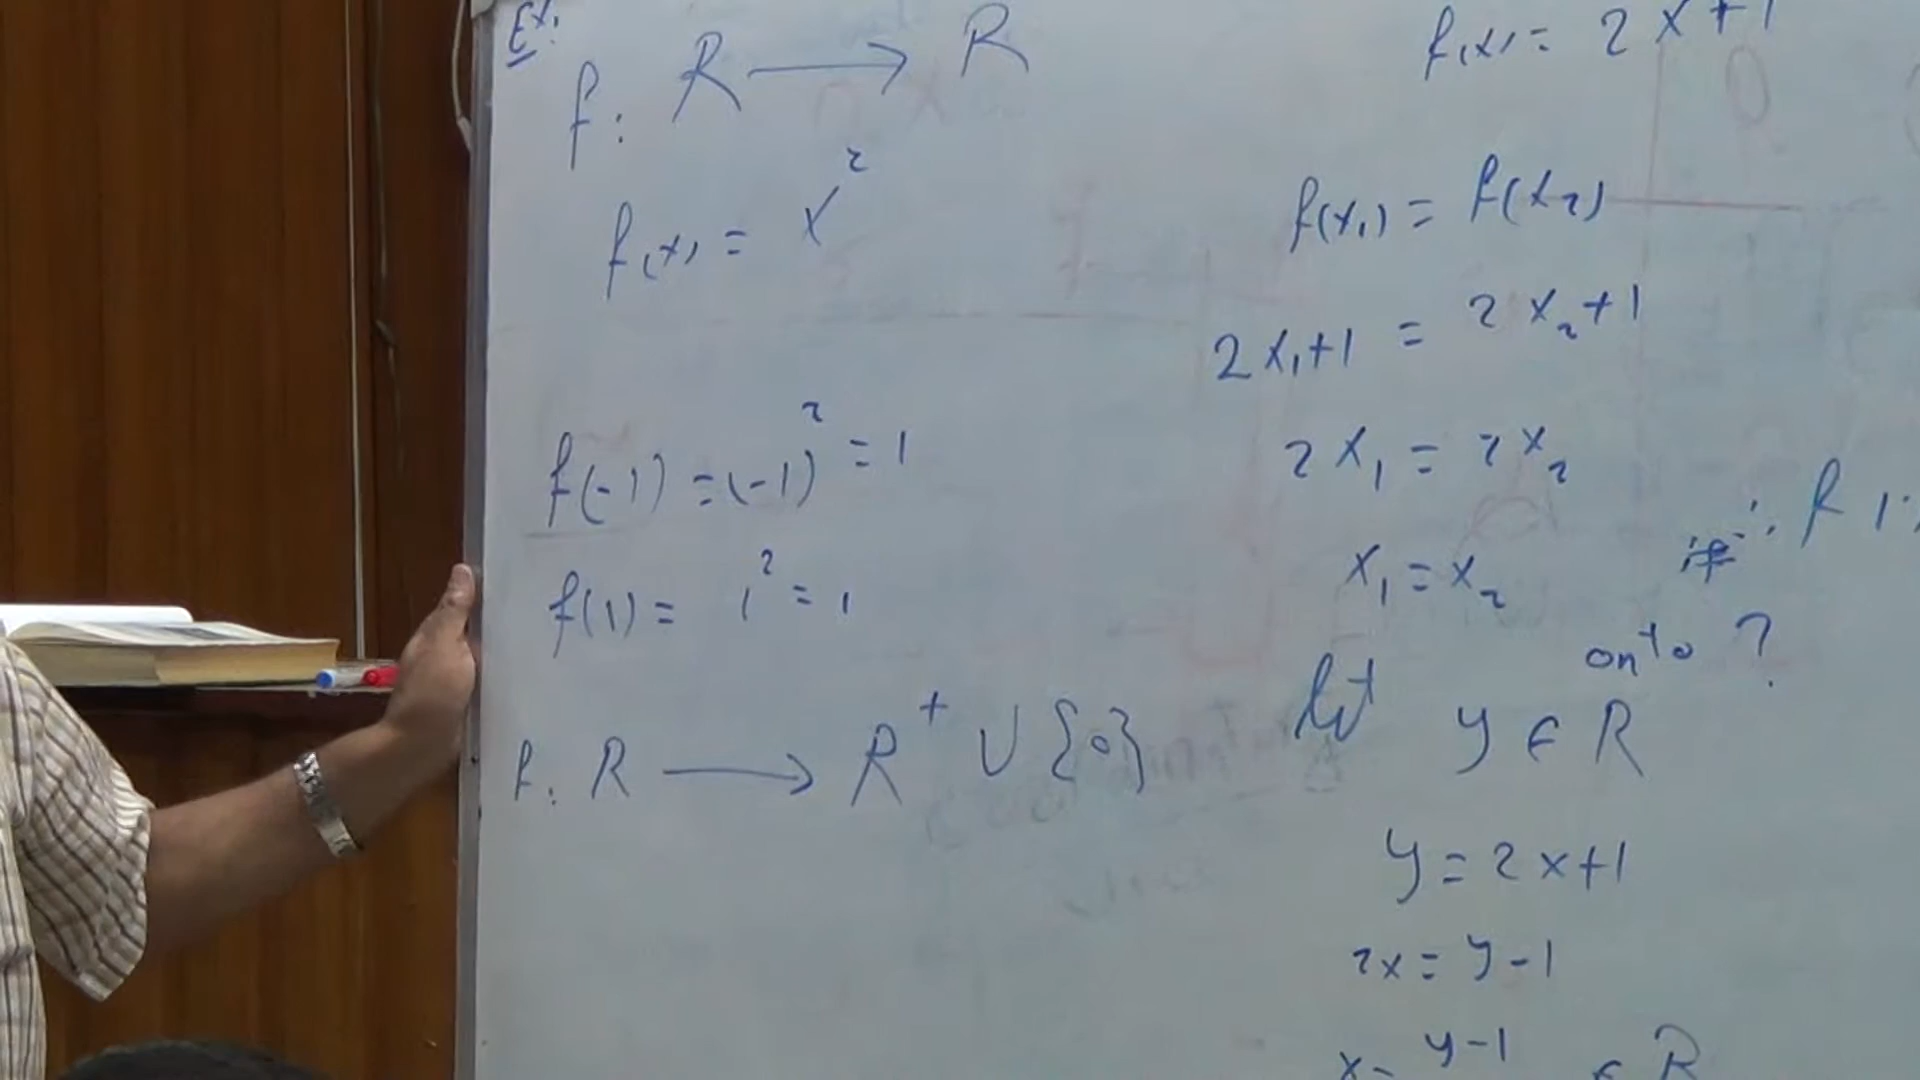 Ex:
f: R ⟶ R
f(x) = x²
f(-1) = (-1)² = 1
f(1) = 1² = 1
f: R ⟶ R⁺ ∪ {0}
f(x) = 2x+1
f(x₁) = f(x₂)
2x₁+1 = 2x₂+1
2x₁ = 2x₂
x₁ = x₂
∴ f 1:
onto ?
let y ∈ R
y = 2x+1
2x = y-1
x = y-1 ∈ R